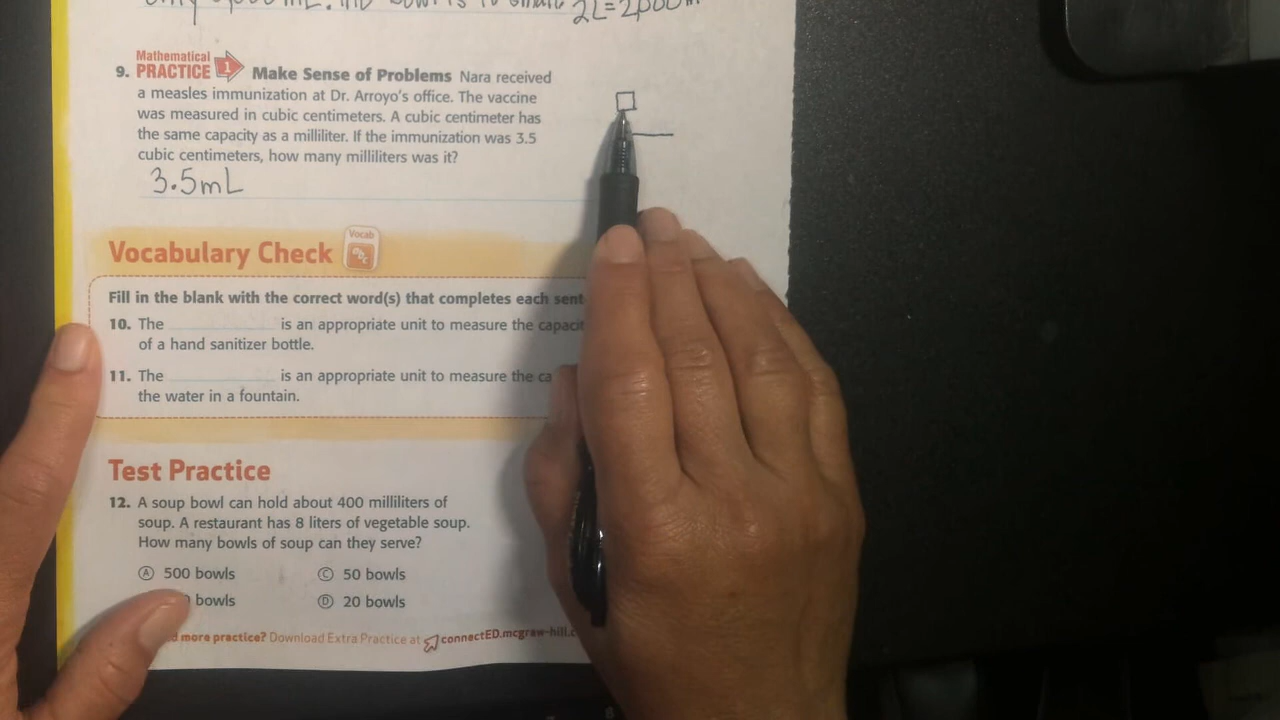 2L=2,000m
Mathematical
PRACTICE 1
9. Make Sense of Problems Nara received
a measles immunization at Dr. Arroyo's office. The vaccine
was measured in cubic centimeters. A cubic centimeter has
the same capacity as a milliliter. If the immunization was 3.5
cubic centimeters, how many milliliters was it?
3.5mL
Vocabulary Check Vocab
abc
Fill in the blank with the correct word(s) that completes each sent
10. The is an appropriate unit to measure the capaci
of a hand sanitizer bottle.
11. The is an appropriate unit to measure the ca
the water in a fountain.
Test Practice
12. A soup bowl can hold about 400 milliliters of
soup. A restaurant has 8 liters of vegetable soup.
How many bowls of soup can they serve?
A 500 bowls C 50 bowls
bowls D 20 bowls
more practice? Download Extra Practice at connectED.mcgraw-hill.c